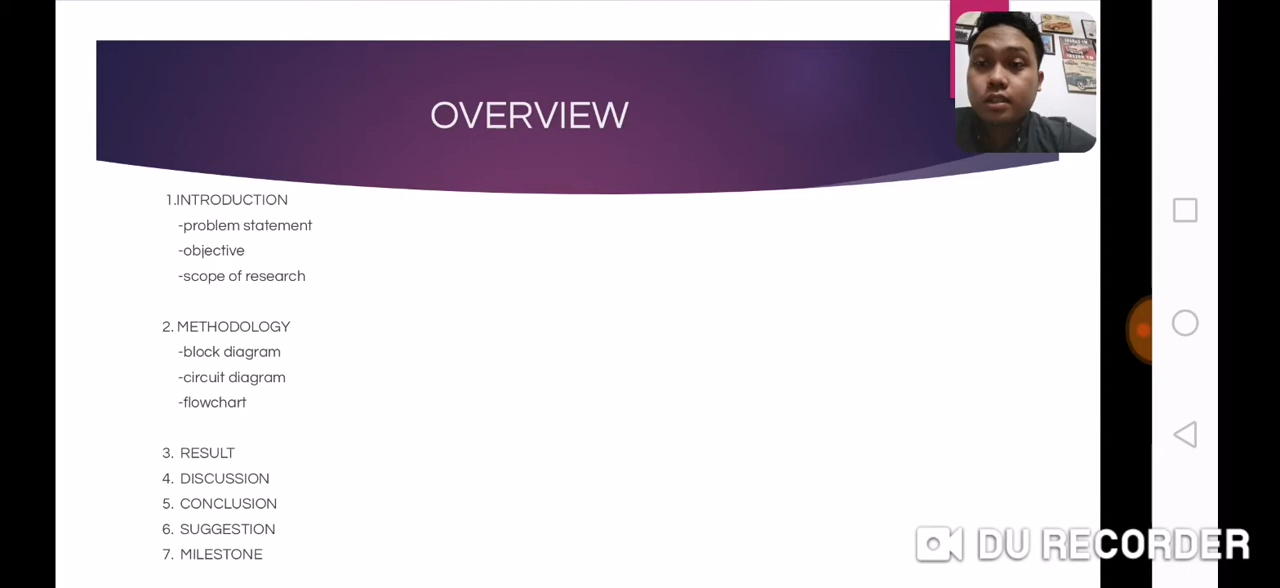 OVERVIEW
1.INTRODUCTION
-problem statement
-objective
-scope of research
2. METHODOLOGY
-block diagram
-circuit diagram
-flowchart
3. RESULT
4. DISCUSSION
5. CONCLUSION
6. SUGGESTION
7. MILESTONE
DU RECORDER